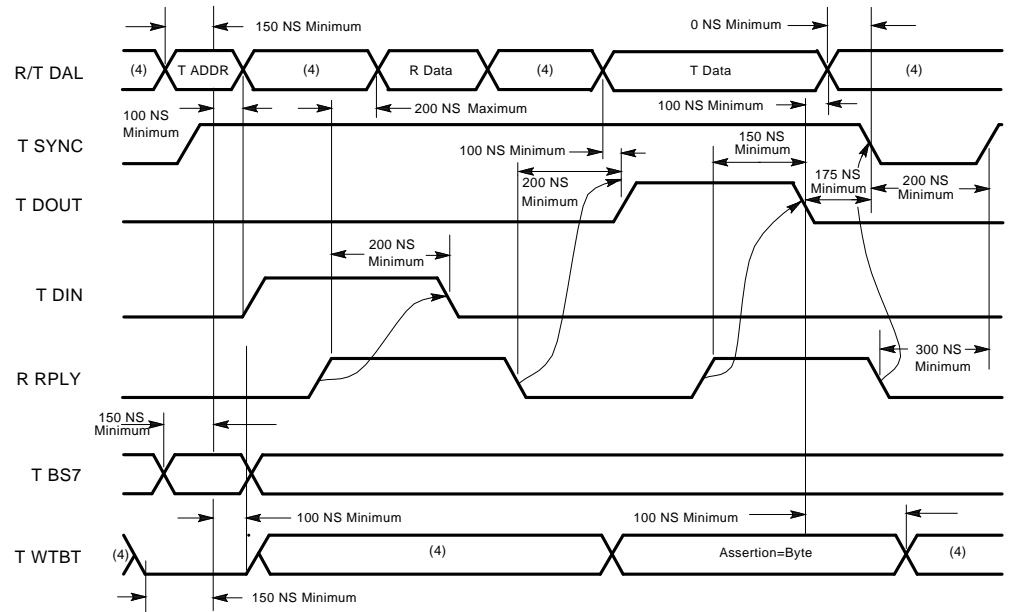 150 NS Minimum
0 NS Minimum
R/T DAL
(4)
T ADDR
(4)
R Data
(4)
T Data
(4)
100 NS
Minimum
200 NS Maximum
100 NS Minimum
T SYNC
100 NS Minimum
150 NS
Minimum
200 NS
Minimum
175 NS
Minimum
200 NS
Minimum
T DOUT
200 NS
Minimum
T DIN
300 NS
Minimum
R RPLY
150 NS
Minimum
T BS7
100 NS Minimum
100 NS Minimum
T WTBT
(4)
(4)
Assertion=Byte
(4)
150 NS Minimum